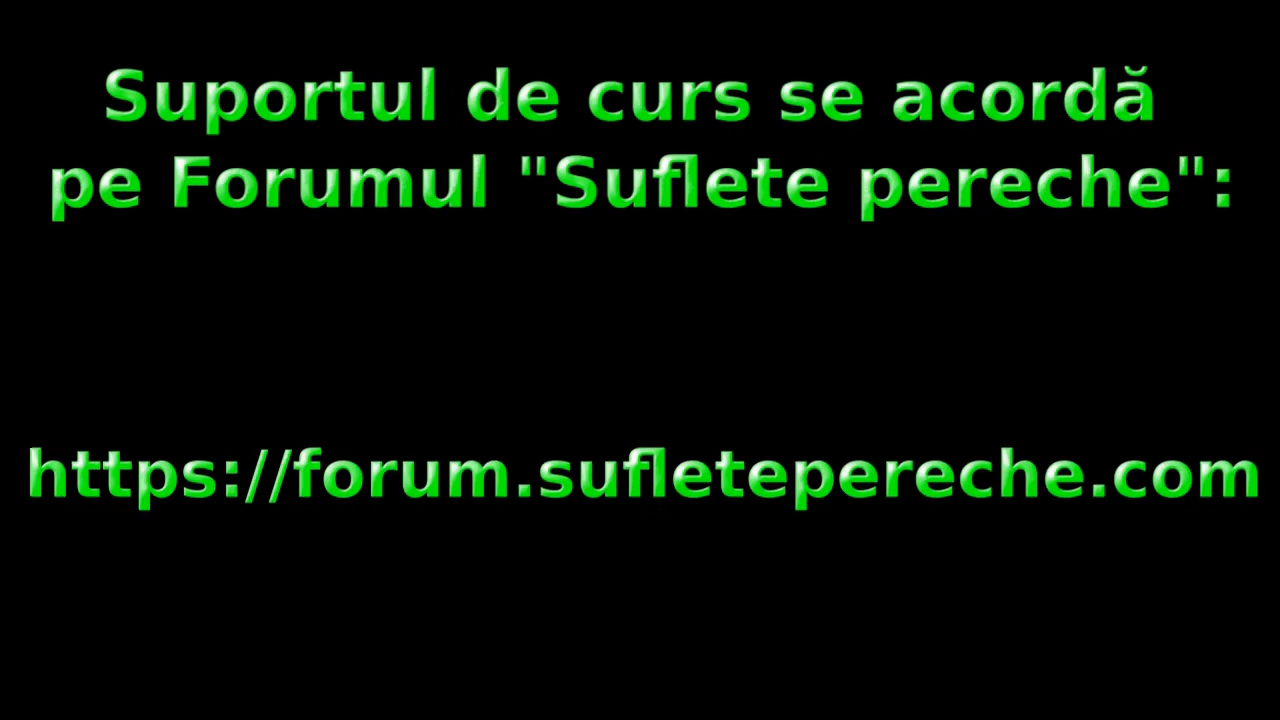 Suportul de curs se acordă
pe Forumul "Suflete pereche":
https://forum.sufletepereche.com